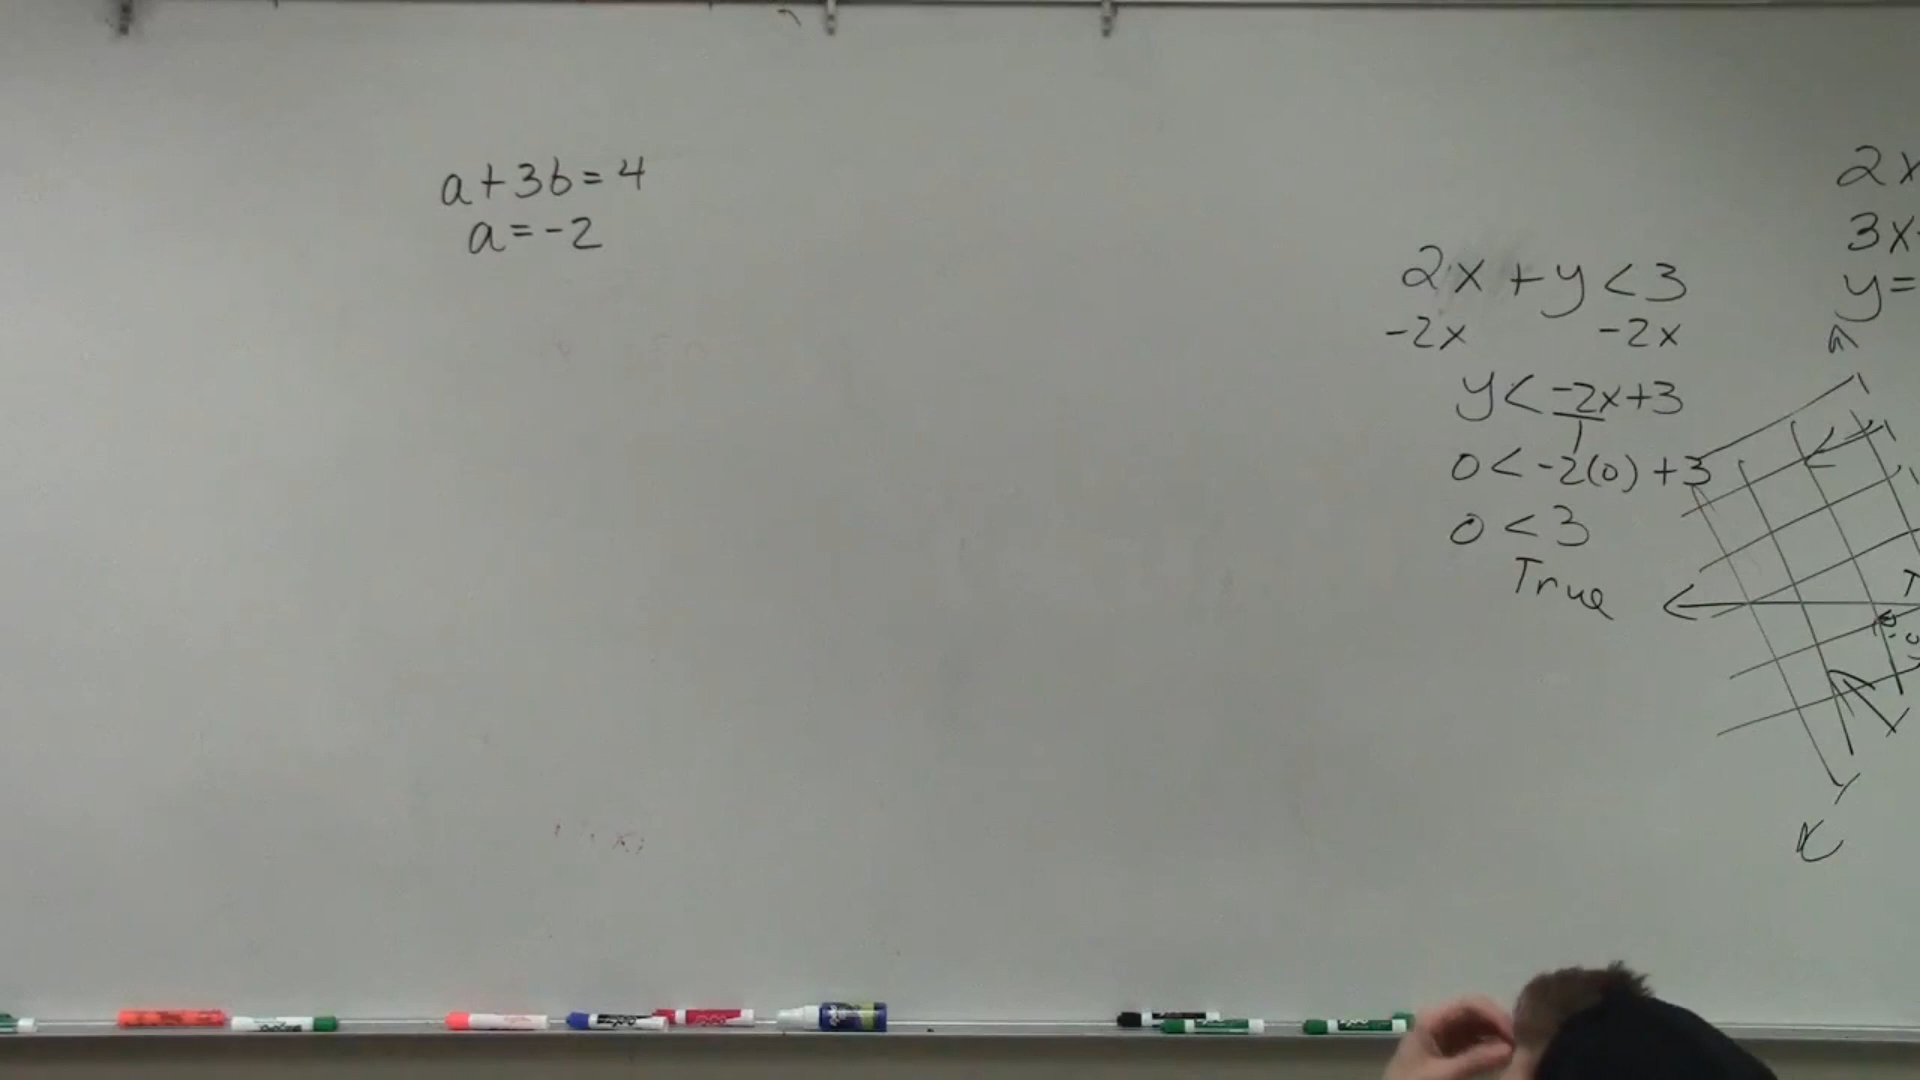 a+3b=4
a=-2
2x+y<3
-2x -2x
y<-2x+3
1
0<-2(0)+3
0<3
True
2x
3x
y=